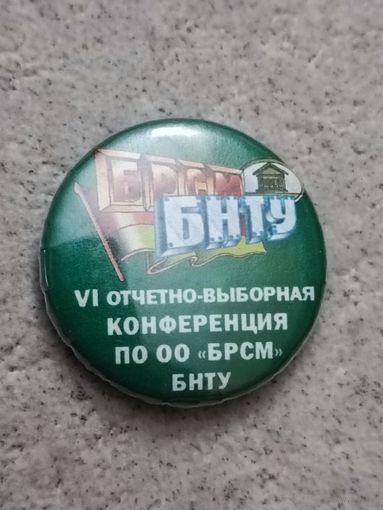 БРСМ
БНТУ
VI ОТЧЕТНО-ВЫБОРНАЯ
КОНФЕРЕНЦИЯ
ПО ОО «БРСМ»
БНТУ